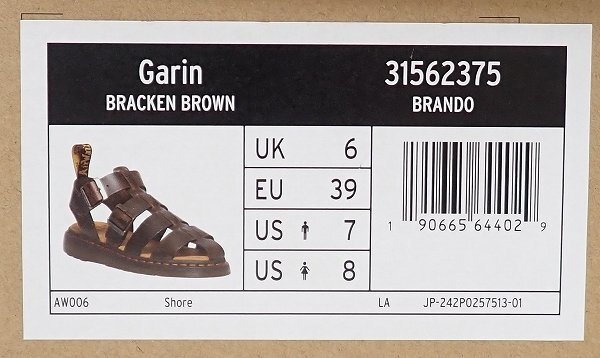 Garin
BRACKEN BROWN
31562375
BRANDO
UK 6
EU 39
US 7
US 8
1 90665 64402 9
AW006 Shore LA JP-242P0257513-01